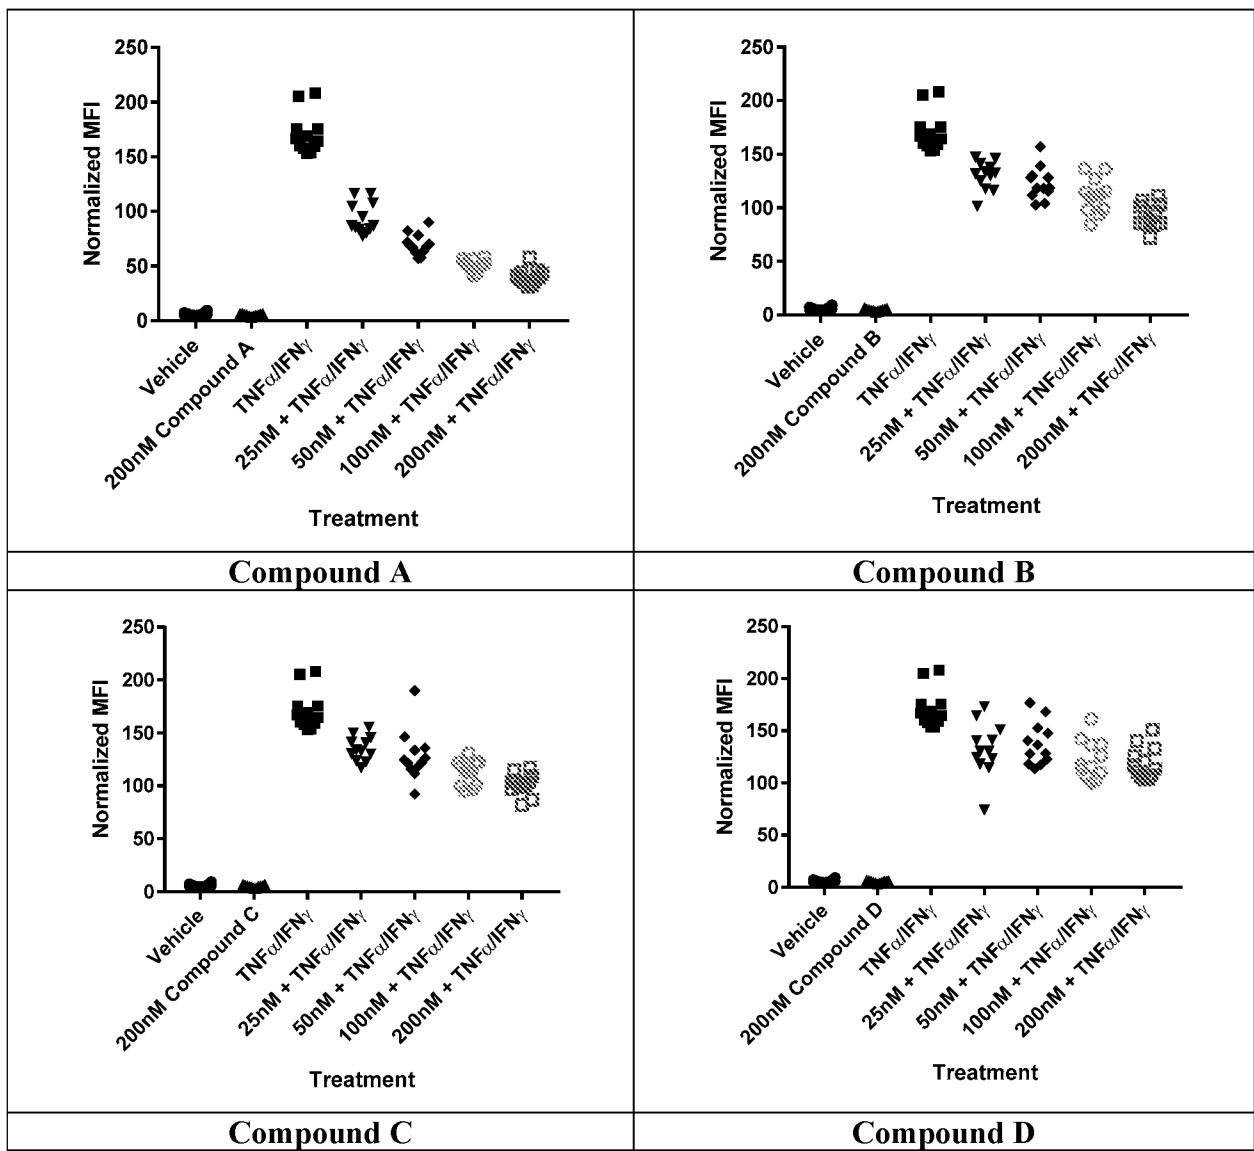 250
200
150
100
50
0
Normalized MFI
Vehicle
200nM Compound A
TNFα/IFNγ
25nM + TNFα/IFNγ
50nM + TNFα/IFNγ
100nM + TNFα/IFNγ
200nM + TNFα/IFNγ
Treatment
Compound A
250
200
150
100
50
0
Normalized MFI
Vehicle
200nM Compound B
TNFα/IFNγ
25nM + TNFα/IFNγ
50nM + TNFα/IFNγ
100nM + TNFα/IFNγ
200nM + TNFα/IFNγ
Treatment
Compound B
250
200
150
100
50
0
Normalized MFI
Vehicle
200nM Compound C
TNFα/IFNγ
25nM + TNFα/IFNγ
50nM + TNFα/IFNγ
100nM + TNFα/IFNγ
200nM + TNFα/IFNγ
Treatment
Compound C
250
200
150
100
50
0
Normalized MFI
Vehicle
200nM Compound D
TNFα/IFNγ
25nM + TNFα/IFNγ
50nM + TNFα/IFNγ
100nM + TNFα/IFNγ
200nM + TNFα/IFNγ
Treatment
Compound D